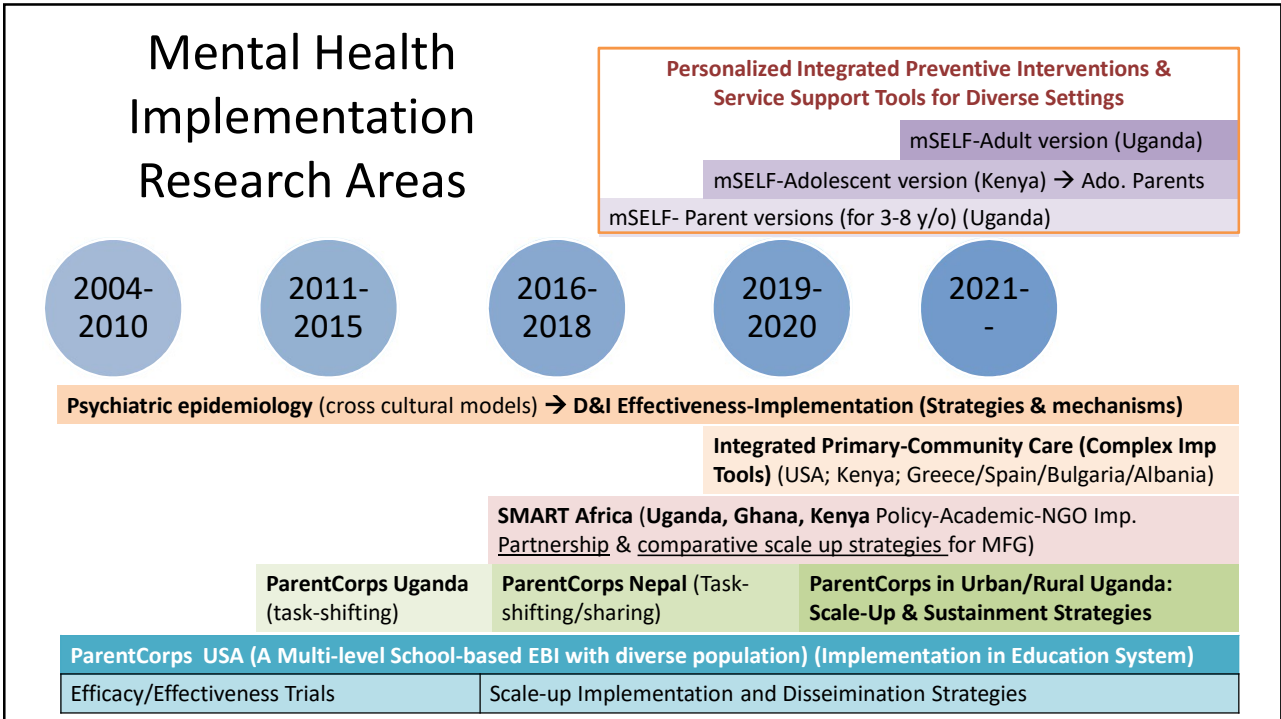 Mental Health
Implementation
Research Areas
Personalized Integrated Preventive Interventions &
Service Support Tools for Diverse Settings
mSELF-Adult version (Uganda)
mSELF-Adolescent version (Kenya) → Ado. Parents
mSELF- Parent versions (for 3-8 y/o) (Uganda)
2004-
2010
2011-
2015
2016-
2018
2019-
2020
2021-
-
Psychiatric epidemiology (cross cultural models) → D&I Effectiveness-Implementation (Strategies & mechanisms)
Integrated Primary-Community Care (Complex Imp
Tools) (USA; Kenya; Greece/Spain/Bulgaria/Albania)
SMART Africa (Uganda, Ghana, Kenya Policy-Academic-NGO Imp.
Partnership & comparative scale up strategies for MFG)
ParentCorps Uganda
(task-shifting)
ParentCorps Nepal (Task-
shifting/sharing)
ParentCorps in Urban/Rural Uganda:
Scale-Up & Sustainment Strategies
ParentCorps USA (A Multi-level School-based EBI with diverse population) (Implementation in Education System)
Efficacy/Effectiveness Trials
Scale-up Implementation and Disseimination Strategies